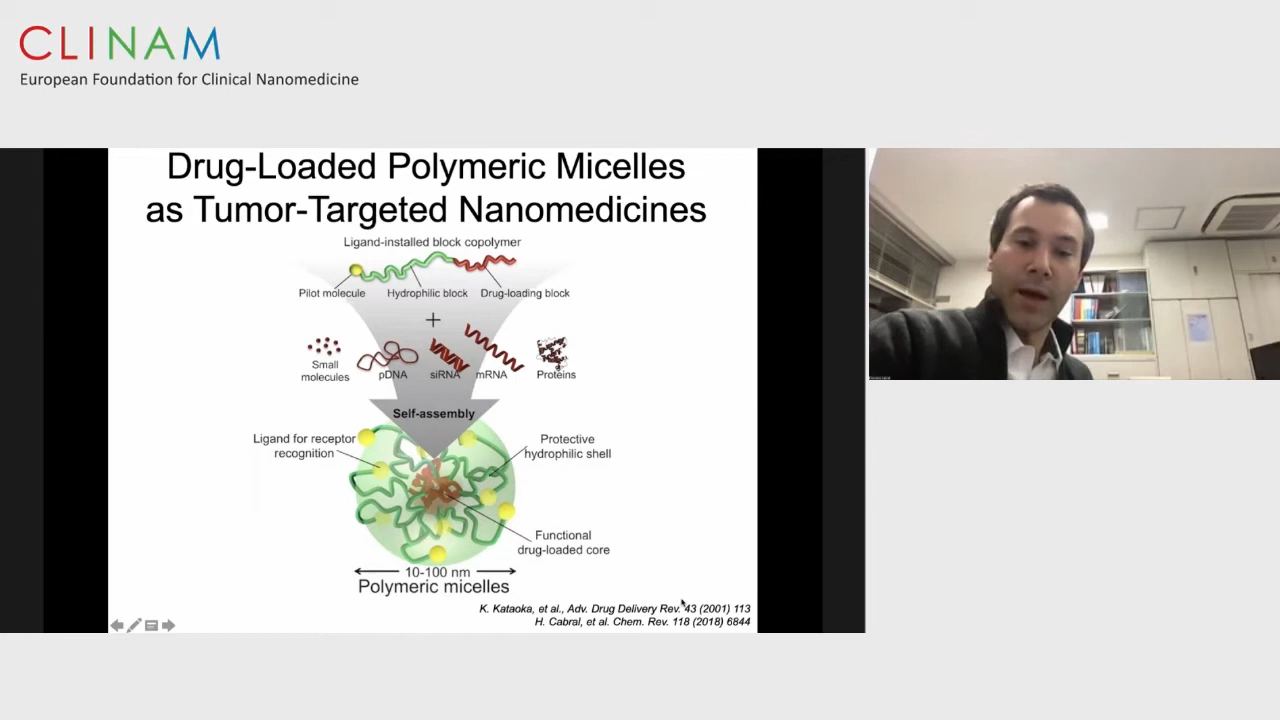 CLINAM
European Foundation for Clinical Nanomedicine
Drug-Loaded Polymeric Micelles
as Tumor-Targeted Nanomedicines
Ligand-installed block copolymer
Pilot molecule
Hydrophilic block
Drug-loading block
+
Small
molecules
pDNA
siRNA
mRNA
Proteins
Self-assembly
Ligand for receptor
recognition
Protective
hydrophilic shell
Functional
drug-loaded core
10-100 nm
Polymeric micelles
K. Kataoka, et al., Adv. Drug Delivery Rev. 43 (2001) 113
H. Cabral, et al. Chem. Rev. 118 (2018) 6844